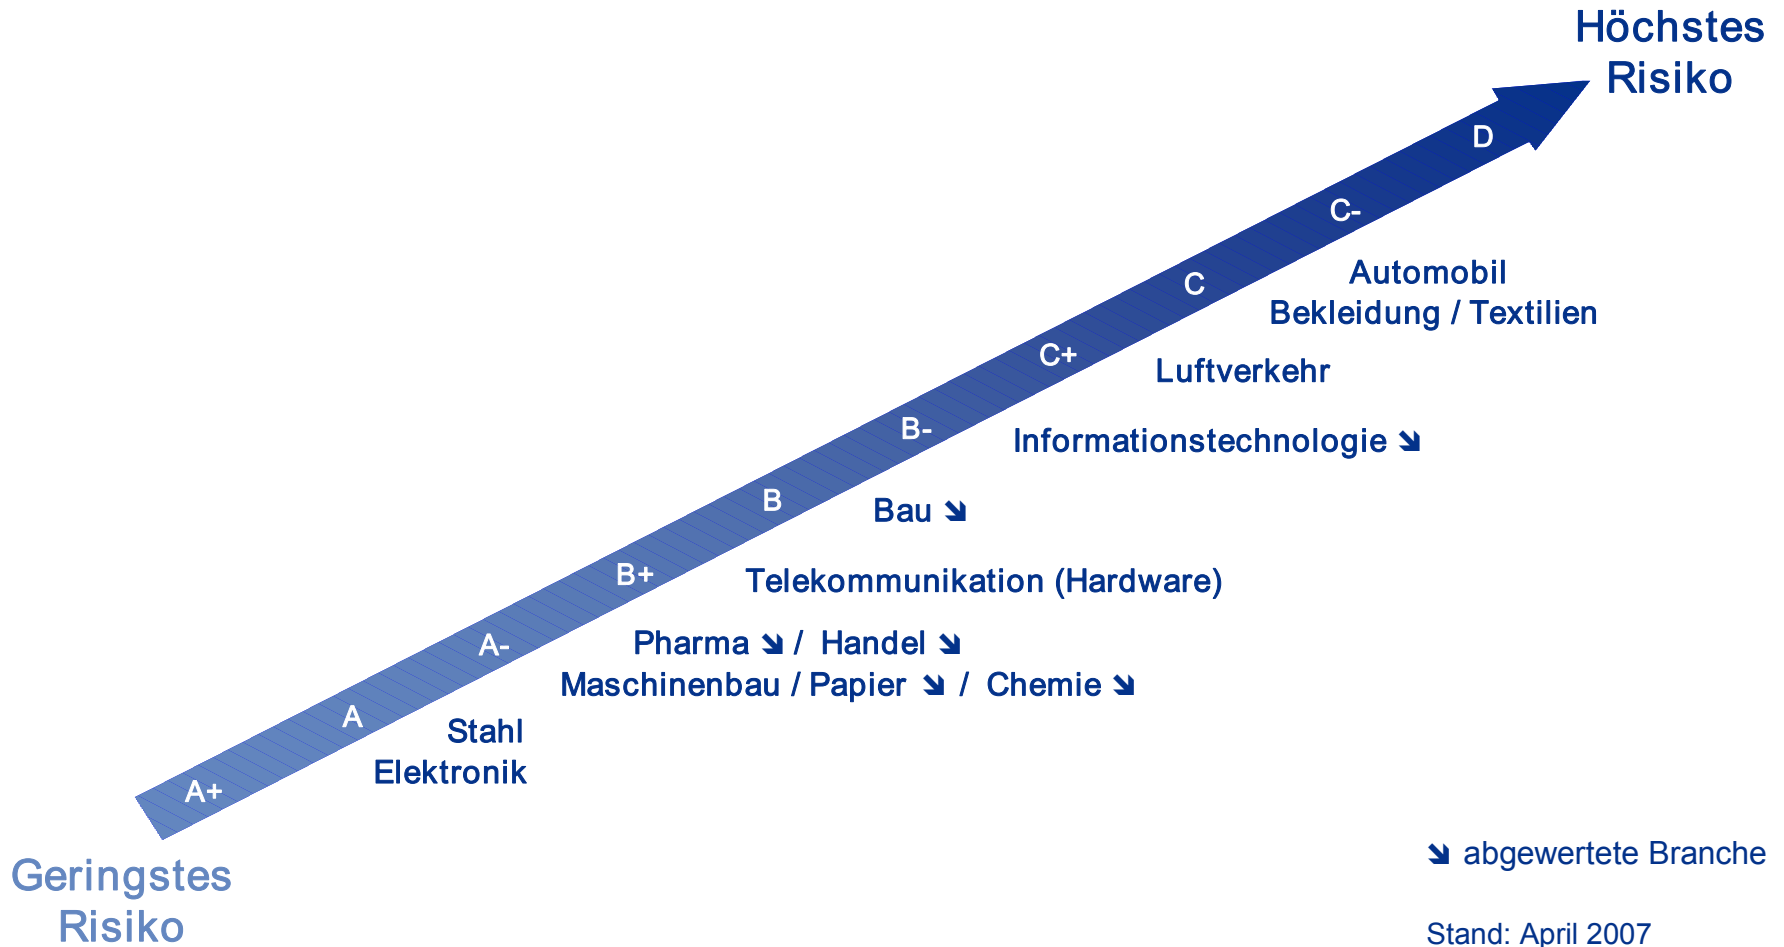 Höchstes
Risiko
D
C-
Automobil
Bekleidung / Textilien
C
Luftverkehr
C+
Informationstechnologie ➘
B-
Bau ➘
B
Telekommunikation (Hardware)
B+
Pharma ➘ / Handel ➘
Maschinenbau / Papier ➘ / Chemie ➘
A-
Stahl
Elektronik
A
A+
Geringstes
Risiko
➘ abgewertete Branche
Stand: April 2007